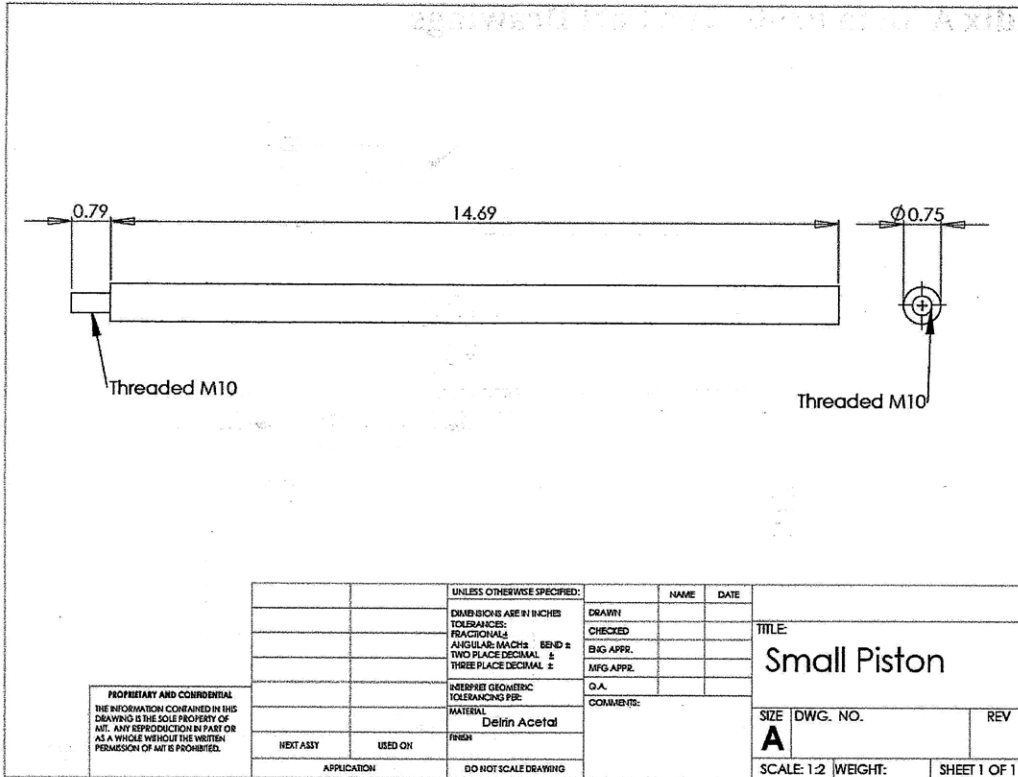 0.79
14.69
Ø0.75
Threaded M10
Threaded M10
PROPRIETARY AND CONFIDENTIAL
THE INFORMATION CONTAINED IN THIS
DRAWING IS THE SOLE PROPERTY OF
MIT. ANY REPRODUCTION IN PART OR
AS A WHOLE WITHOUT THE WRITTEN
PERMISSION OF MIT IS PROHIBITED.
NEXT ASSY
USED ON
APPLICATION
UNLESS OTHERWISE SPECIFIED:
DIMENSIONS ARE IN INCHES
TOLERANCES:
FRACTIONAL±
ANGULAR: MACH± BEND ±
TWO PLACE DECIMAL ±
THREE PLACE DECIMAL ±
INTERPRET GEOMETRIC
TOLERANCING PER:
MATERIAL
Delrin Acetal
FINISH
DO NOT SCALE DRAWING
NAME
DATE
DRAWN
CHECKED
ENG APPR.
MFG APPR.
Q.A.
COMMENTS:
TITLE:
Small Piston
SIZE
A
DWG. NO.
REV
SCALE: 1:2
WEIGHT:
SHEET 1 OF 1